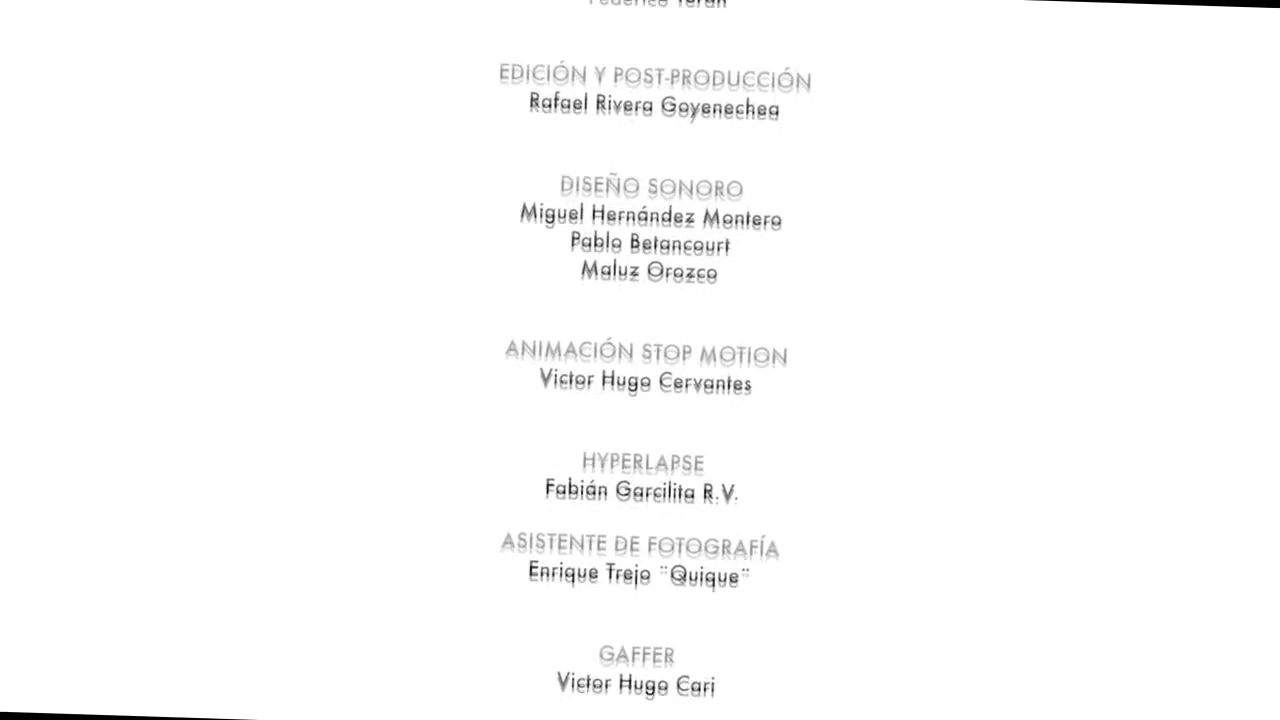 EDICIÓN Y POST-PRODUCCIÓN
Rafael Rivera Goyenechea
DISEÑO SONORO
Miguel Hernández Montero
Pablo Betancourt
Maluz Orozco
ANIMACIÓN STOP MOTION
Victor Hugo Cervantes
HYPERLAPSE
Fabián Garcilita R.V.
ASISTENTE DE FOTOGRAFÍA
Enrique Trejo ¨Quique¨
GAFFER
Victor Hugo Cari